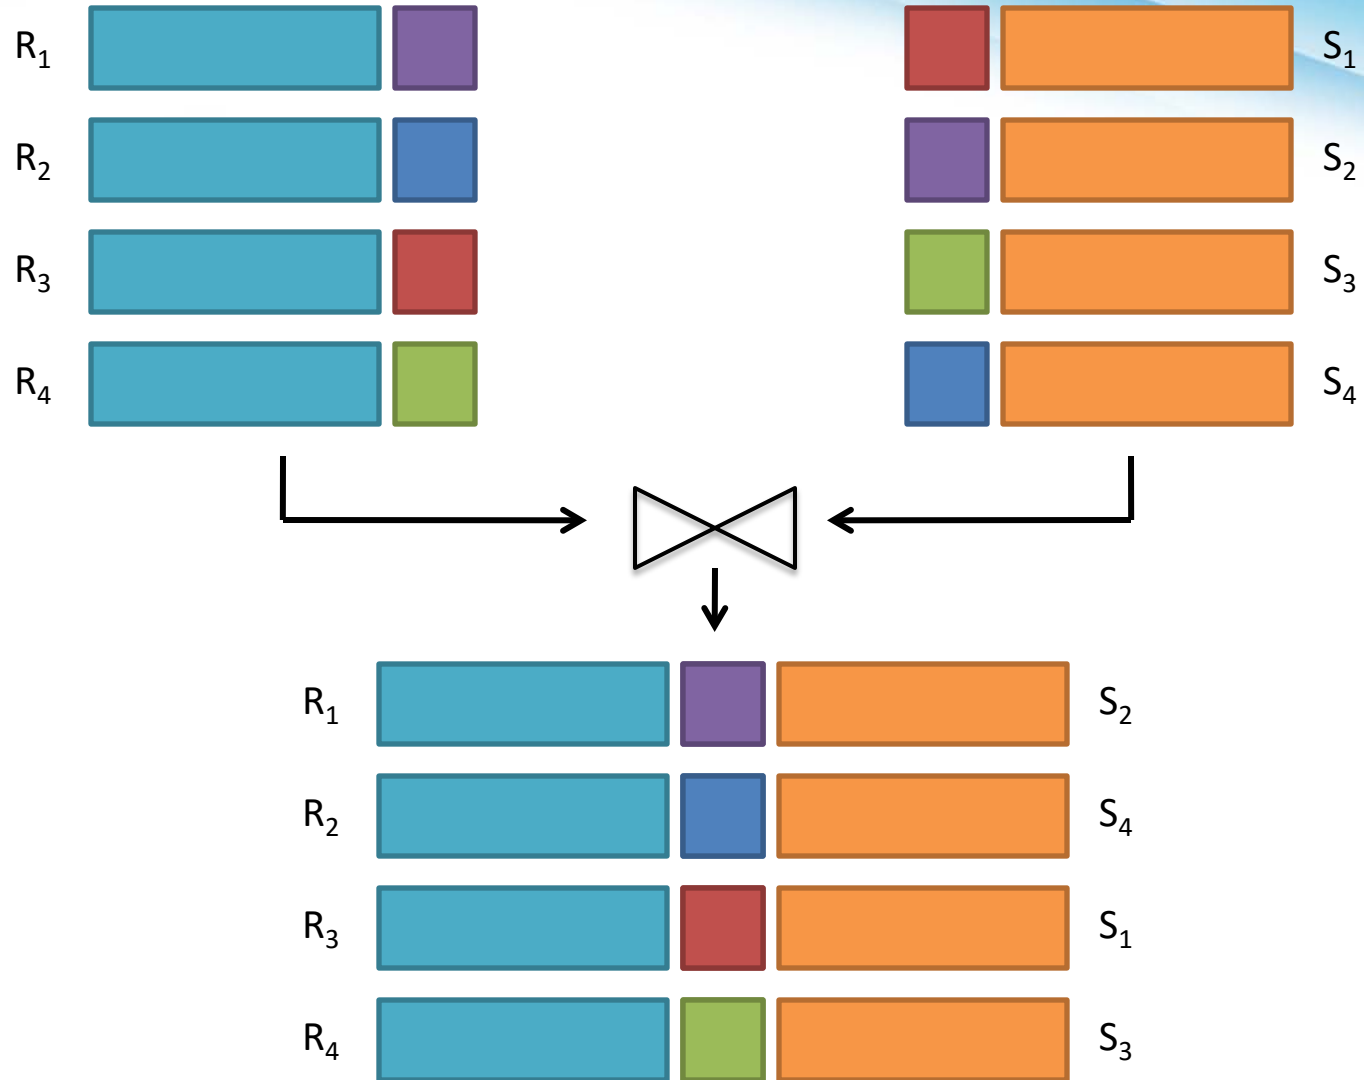 R₁ S₁
R₂ S₂
R₃ S₃
R₄ S₄
R₁ S₂
R₂ S₄
R₃ S₁
R₄ S₃